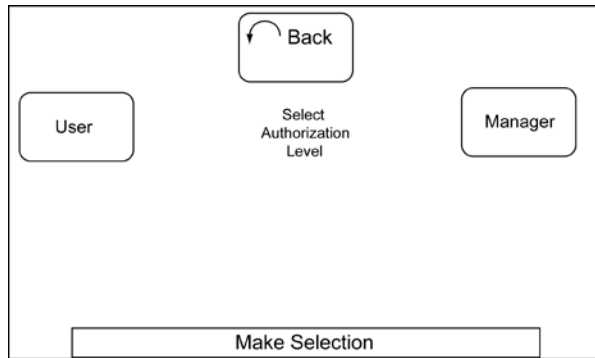 Back
User
Select
Authorization
Level
Manager
Make Selection